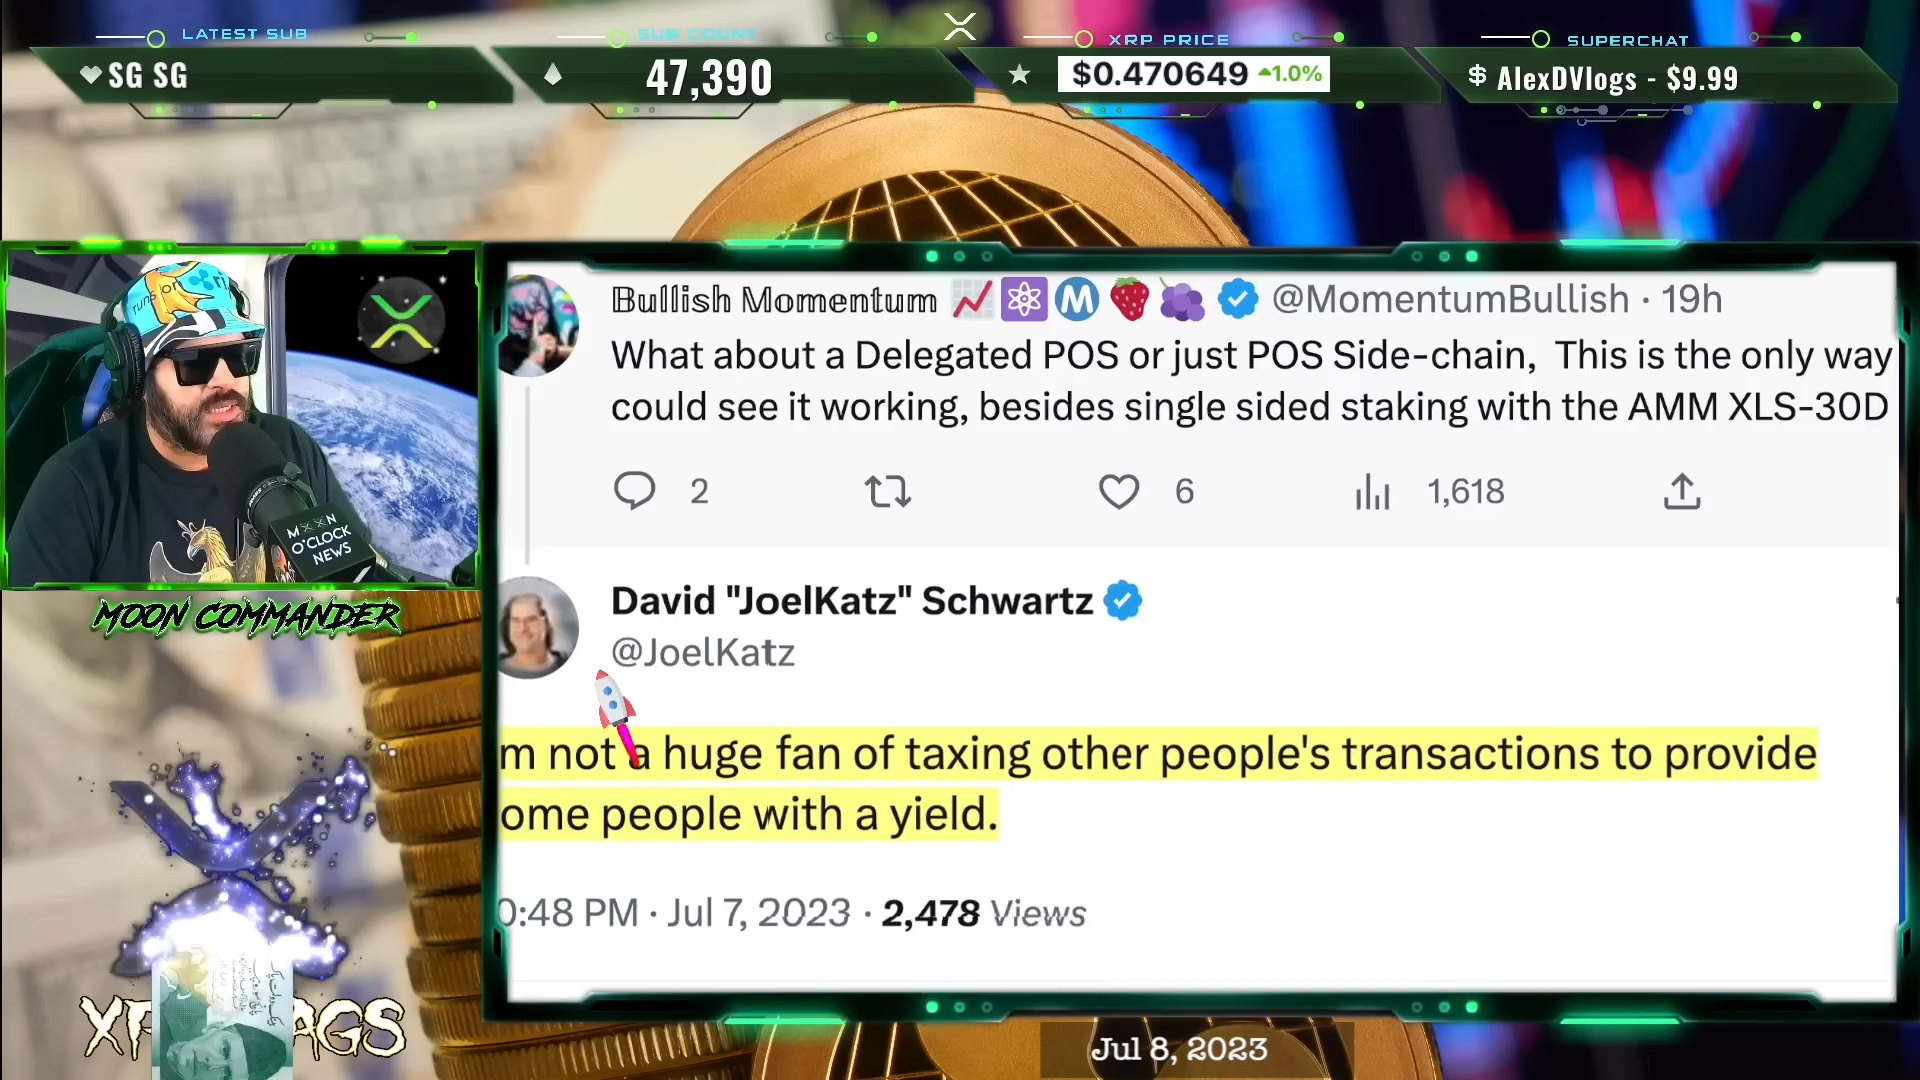 LATEST SUB
SG SG
SUB COUNT
47,390
XRP PRICE
$0.470649 1.0%
SUPERCHAT
AlexDVlogs - $9.99
runs on
MOON
O'CLOCK
NEWS
MOON COMMANDER
Bullish Momentum @MomentumBullish · 19h
What about a Delegated POS or just POS Side-chain, This is the only way
could see it working, besides single sided staking with the AMM XLS-30D
2 6 1,618
David "JoelKatz" Schwartz
@JoelKatz
m not a huge fan of taxing other people's transactions to provide
ome people with a yield.
0:48 PM · Jul 7, 2023 · 2,478 Views
Jul 8, 2023